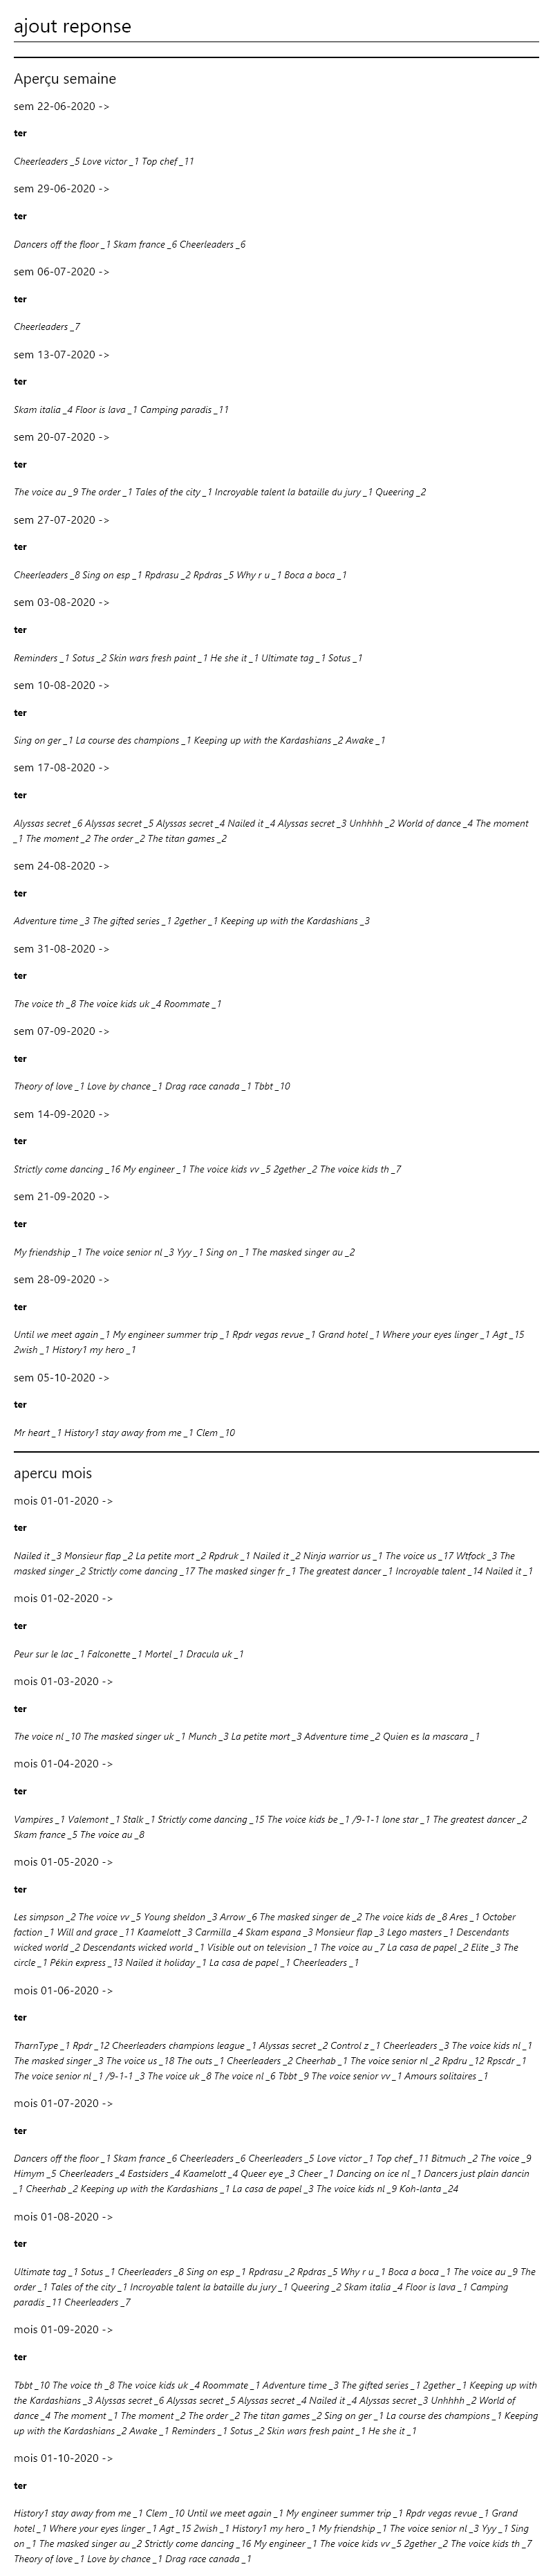 ajout reponse
Aperçu semaine
sem 22-06-2020 ->
ter
Cheerleaders _5 Love victor _1 Top chef _11
sem 29-06-2020 ->
ter
Dancers off the floor _1 Skam france _6 Cheerleaders _6
sem 06-07-2020 ->
ter
Cheerleaders _7
sem 13-07-2020 ->
ter
Skam italia _4 Floor is lava _1 Camping paradis _11
sem 20-07-2020 ->
ter
The voice au _9 The order _1 Tales of the city _1 Incroyable talent la bataille du jury _1 Queering _2
sem 27-07-2020 ->
ter
Cheerleaders _8 Sing on esp _1 Rpdrasu _2 Rpdras _5 Why r u _1 Boca a boca _1
sem 03-08-2020 ->
ter
Reminders _1 Sotus _2 Skin wars fresh paint _1 He she it _1 Ultimate tag _1 Sotus _1
sem 10-08-2020 ->
ter
Sing on ger _1 La course des champions _1 Keeping up with the Kardashians _2 Awake _1
sem 17-08-2020 ->
ter
Alyssas secret _6 Alyssas secret _5 Alyssas secret _4 Nailed it _4 Alyssas secret _3 Unhhhh _2 World of dance _4 The moment
_1 The moment _2 The order _2 The titan games _2
sem 24-08-2020 ->
ter
Adventure time _3 The gifted series _1 2gether _1 Keeping up with the Kardashians _3
sem 31-08-2020 ->
ter
The voice th _8 The voice kids uk _4 Roommate _1
sem 07-09-2020 ->
ter
Theory of love _1 Love by chance _1 Drag race canada _1 Tbbt _10
sem 14-09-2020 ->
ter
Strictly come dancing _16 My engineer _1 The voice kids vv _5 2gether _2 The voice kids th _7
sem 21-09-2020 ->
ter
My friendship _1 The voice senior nl _3 Yyy _1 Sing on _1 The masked singer au _2
sem 28-09-2020 ->
ter
Until we meet again _1 My engineer summer trip _1 Rpdr vegas revue _1 Grand hotel _1 Where your eyes linger _1 Agt _15
2wish _1 History1 my hero _1
sem 05-10-2020 ->
ter
Mr heart _1 History1 stay away from me _1 Clem _10
apercu mois
mois 01-01-2020 ->
ter
Nailed it _3 Monsieur flap _2 La petite mort _2 Rpdruk _1 Nailed it _2 Ninja warrior us _1 The voice us _17 Wtfock _3 The
masked singer _2 Strictly come dancing _17 The masked singer fr _1 The greatest dancer _1 Incroyable talent _14 Nailed it _1
mois 01-02-2020 ->
ter
Peur sur le lac _1 Falconette _1 Mortel _1 Dracula uk _1
mois 01-03-2020 ->
ter
The voice nl _10 The masked singer uk _1 Munch _3 La petite mort _3 Adventure time _2 Quien es la mascara _1
mois 01-04-2020 ->
ter
Vampires _1 Valemont _1 Stalk _1 Strictly come dancing _15 The voice kids be _1 /9-1-1 lone star _1 The greatest dancer _2
Skam france _5 The voice au _8
mois 01-05-2020 ->
ter
Les simpson _2 The voice vv _5 Young sheldon _3 Arrow _6 The masked singer de _2 The voice kids de _8 Ares _1 October
faction _1 Will and grace _11 Kaamelott _3 Carmilla _4 Skam espana _3 Monsieur flap _3 Lego masters _1 Descendants
wicked world _2 Descendants wicked world _1 Visible out on television _1 The voice au _7 La casa de papel _2 Elite _3 The
circle _1 Pékin express _13 Nailed it holiday _1 La casa de papel _1 Cheerleaders _1
mois 01-06-2020 ->
ter
TharnType _1 Rpdr _12 Cheerleaders champions league _1 Alyssas secret _2 Control z _1 Cheerleaders _3 The voice kids nl _1
The masked singer _3 The voice us _18 The outs _1 Cheerleaders _2 Cheerhab _1 The voice senior nl _2 Rpdru _12 Rpscdr _1
The voice senior nl _1 /9-1-1 _3 The voice uk _8 The voice nl _6 Tbbt _9 The voice senior vv _1 Amours solitaires _1
mois 01-07-2020 ->
ter
Dancers off the floor _1 Skam france _6 Cheerleaders _6 Cheerleaders _5 Love victor _1 Top chef _11 Bitmuch _2 The voice _9
Himym _5 Cheerleaders _4 Eastsiders _4 Kaamelott _4 Queer eye _3 Cheer _1 Dancing on ice nl _1 Dancers just plain dancin
_1 Cheerhab _2 Keeping up with the Kardashians _1 La casa de papel _3 The voice kids nl _9 Koh-lanta _24
mois 01-08-2020 ->
ter
Ultimate tag _1 Sotus _1 Cheerleaders _8 Sing on esp _1 Rpdrasu _2 Rpdras _5 Why r u _1 Boca a boca _1 The voice au _9 The
order _1 Tales of the city _1 Incroyable talent la bataille du jury _1 Queering _2 Skam italia _4 Floor is lava _1 Camping
paradis _11 Cheerleaders _7
mois 01-09-2020 ->
ter
Tbbt _10 The voice th _8 The voice kids uk _4 Roommate _1 Adventure time _3 The gifted series _1 2gether _1 Keeping up with
the Kardashians _3 Alyssas secret _6 Alyssas secret _5 Alyssas secret _4 Nailed it _4 Alyssas secret _3 Unhhhh _2 World of
dance _4 The moment _1 The moment _2 The order _2 The titan games _2 Sing on ger _1 La course des champions _1 Keeping
up with the Kardashians _2 Awake _1 Reminders _1 Sotus _2 Skin wars fresh paint _1 He she it _1
mois 01-10-2020 ->
ter
History1 stay away from me _1 Clem _10 Until we meet again _1 My engineer summer trip _1 Rpdr vegas revue _1 Grand
hotel _1 Where your eyes linger _1 Agt _15 2wish _1 History1 my hero _1 My friendship _1 The voice senior nl _3 Yyy _1 Sing
on _1 The masked singer au _2 Strictly come dancing _16 My engineer _1 The voice kids vv _5 2gether _2 The voice kids th _7
Theory of love _1 Love by chance _1 Drag race canada _1